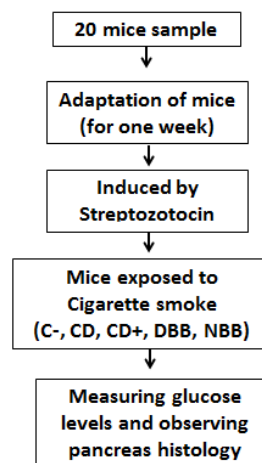 20 mice sample
Adaptation of mice
(for one week)
Induced by
Streptozotocin
Mice exposed to
Cigarette smoke
(C-, CD, CD+, DBB, NBB)
Measuring glucose
levels and observing
pancreas histology